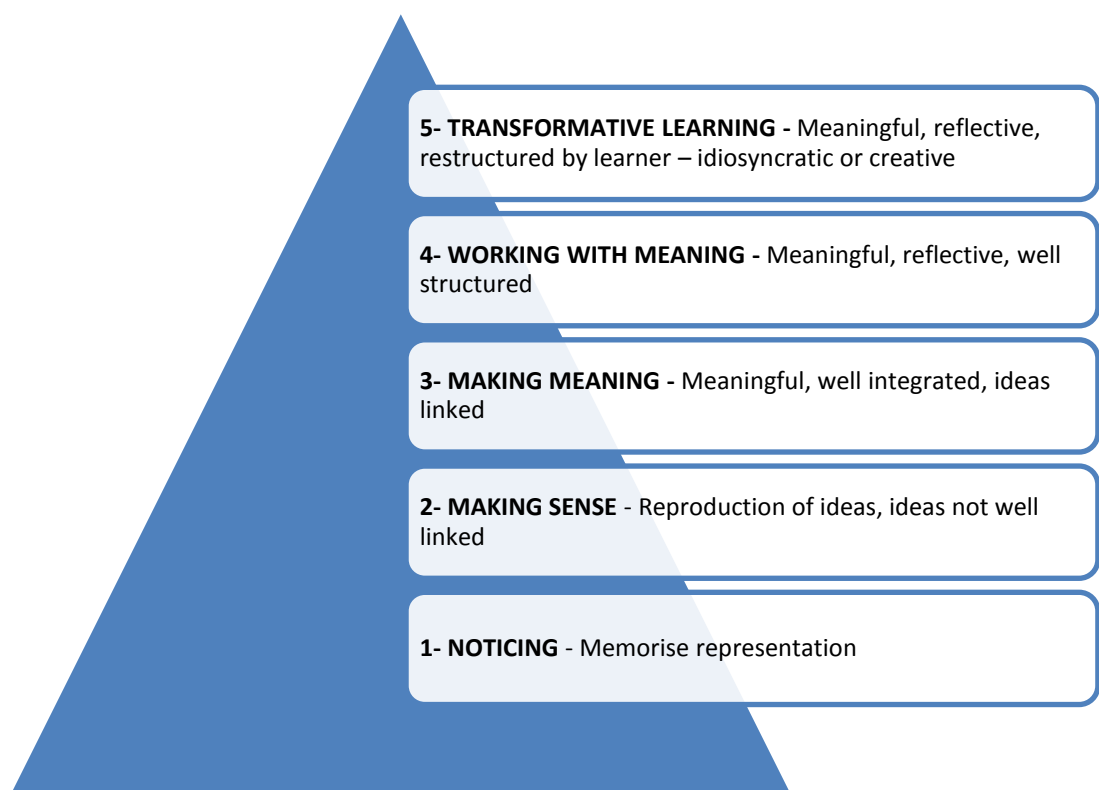 5- TRANSFORMATIVE LEARNING - Meaningful, reflective,
restructured by learner – idiosyncratic or creative
4- WORKING WITH MEANING - Meaningful, reflective, well
structured
3- MAKING MEANING - Meaningful, well integrated, ideas
linked
2- MAKING SENSE - Reproduction of ideas, ideas not well
linked
1- NOTICING - Memorise representation